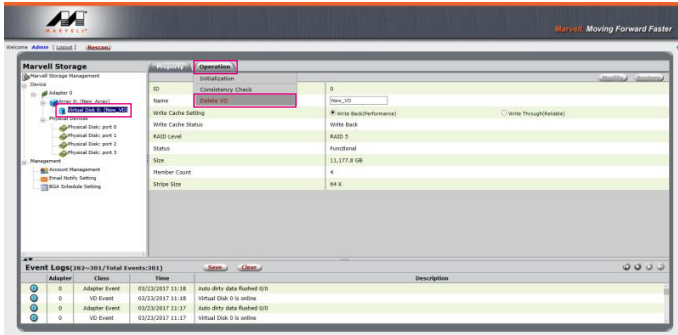 MARVELL
Marvell. Moving Forward Faster
Welcome Admin [ Logout ] Rescan
Marvell Storage
Property Operation
Marvell Storage Management
Device
Adapter 0
Array 0: (New_Array)
Virtual Disk 0: (New_VD)
Physical Devices
Physical Disk: port 0
Physical Disk: port 1
Physical Disk: port 2
Physical Disk: port 3
Management
Account Management
Email Notify Setting
BGA Schedule Setting
Initialization
Consistency Check
Delete VD
ID 0
Name New_VD
Write Cache Setting Write Back(Performance) Write Through(Reliable)
Write Cache Status Write Back
RAID Level RAID 5
Status Functional
Size 11,177.8 GB
Member Count 4
Stripe Size 64 K
Event Logs(282~301/Total Events:301) Save Clear
Adapter Class Time Description
0 Adapter Event 03/23/2017 11:18 Auto dirty data flushed 0/0
0 VD Event 03/23/2017 11:18 Virtual Disk 0 is online
0 Adapter Event 03/23/2017 11:17 Auto dirty data flushed 0/0
0 VD Event 03/23/2017 11:17 Virtual Disk 0 is online